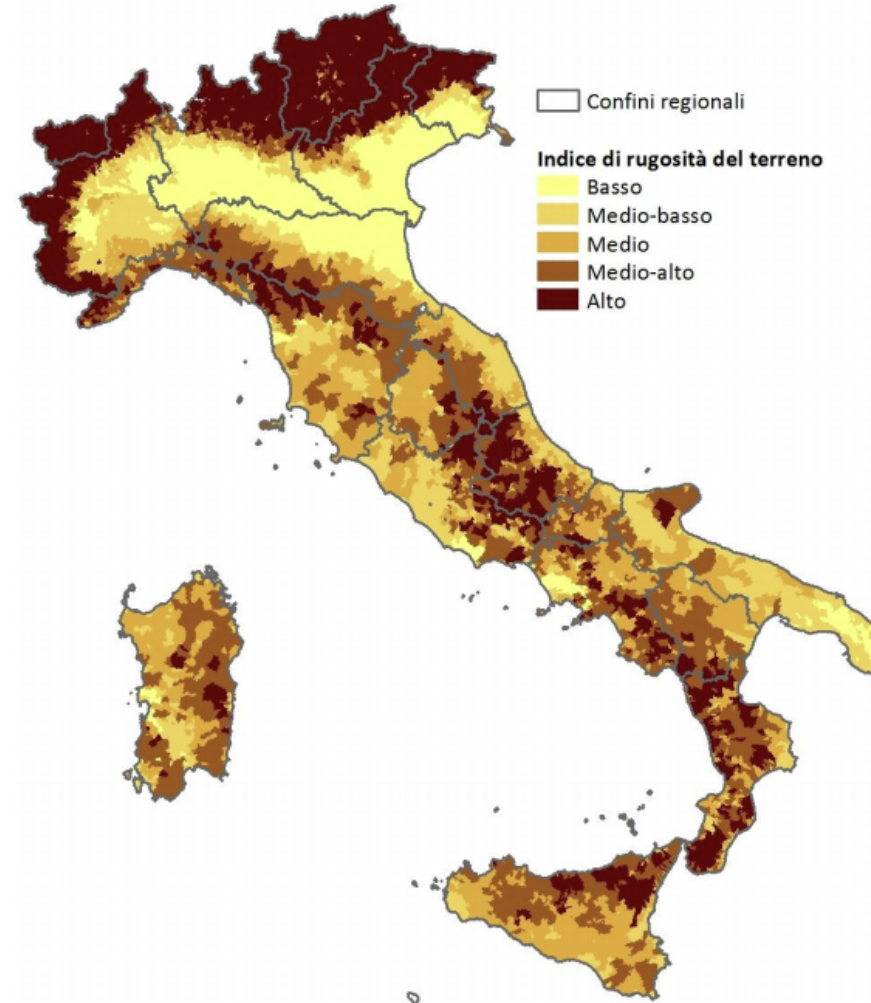 Confini regionali
Indice di rugosità del terreno
Basso
Medio-basso
Medio
Medio-alto
Alto